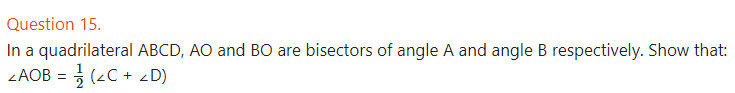 Question 15.
In a quadrilateral ABCD, AO and BO are bisectors of angle A and angle B respectively. Show that:
∠AOB = \frac{1}{2} (∠C + ∠D)